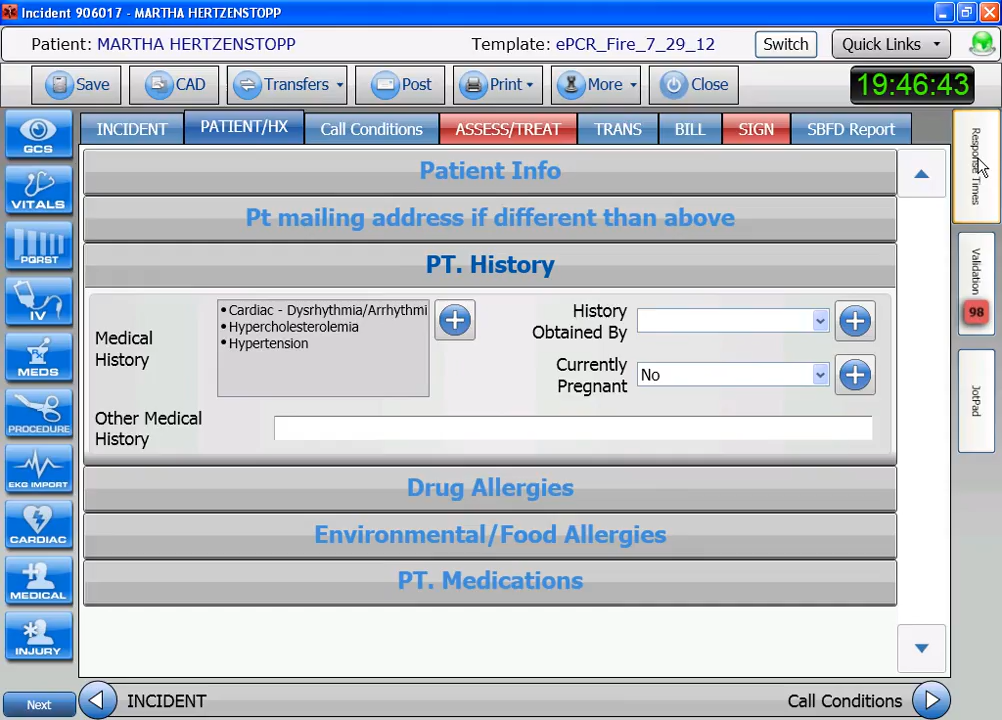 Incident 906017 - MARTHA HERTZENSTOPP
Patient: MARTHA HERTZENSTOPP
Template: ePCR_Fire_7_29_12
Switch
Quick Links
Save
CAD
Transfers
Post
Print
More
Close
19:46:43
INCIDENT
PATIENT/HX
Call Conditions
ASSESS/TREAT
TRANS
BILL
SIGN
SBFD Report
GCS
VITALS
PQRST
IV
MEDS
PROCEDURE
EKG IMPORT
CARDIAC
MEDICAL
INJURY
Next
Patient Info
Pt mailing address if different than above
PT. History
Medical
History
• Cardiac - Dysrhythmia/Arrhythmi
• Hypercholesterolemia
• Hypertension
History
Obtained By
Currently
Pregnant
No
Other Medical
History
Drug Allergies
Environmental/Food Allergies
PT. Medications
Response Times
Validation
98
JotPad
INCIDENT
Call Conditions